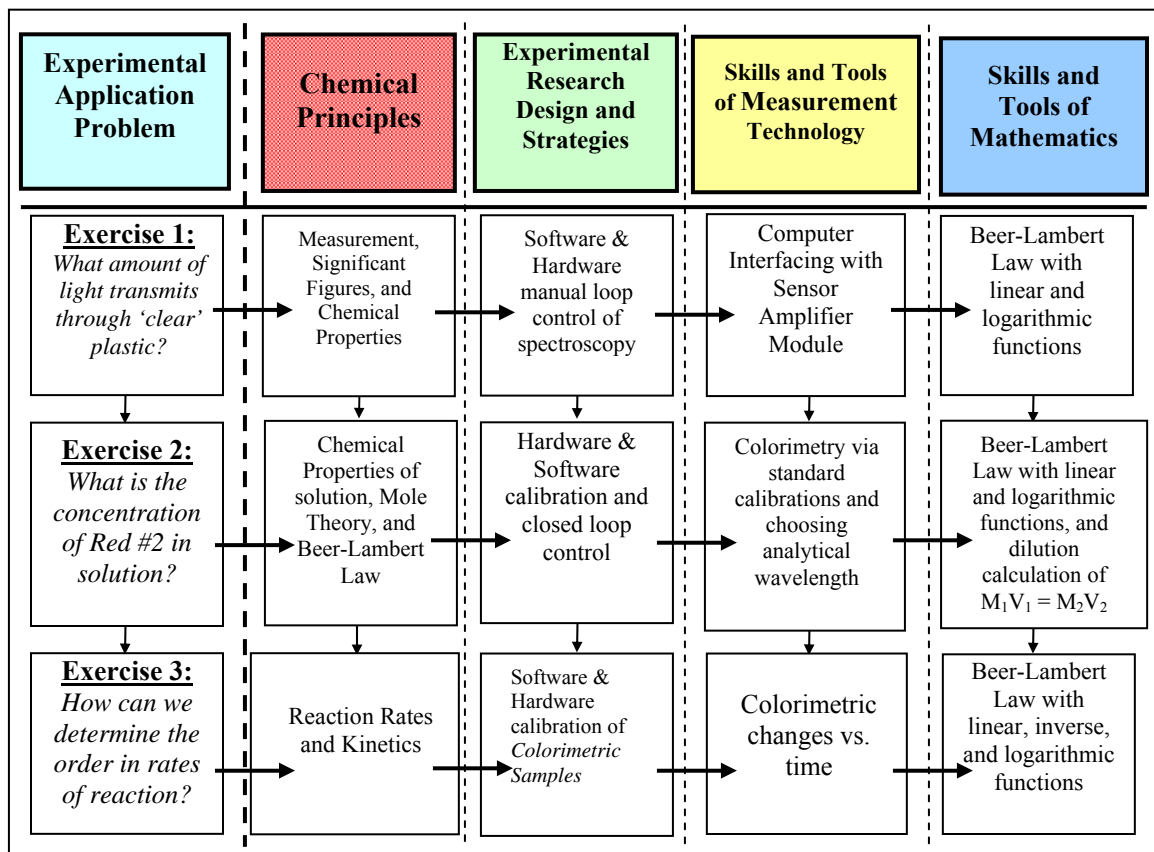 Experimental
Application
Problem
Chemical
Principles
Experimental
Research
Design and
Strategies
Skills and Tools
of Measurement
Technology
Skills and
Tools of
Mathematics
Exercise 1:
What amount of
light transmits
through ‘clear’
plastic?
Measurement,
Significant
Figures, and
Chemical
Properties
Software &
Hardware
manual loop
control of
spectroscopy
Computer
Interfacing with
Sensor
Amplifier
Module
Beer-Lambert
Law with
linear and
logarithmic
functions
Exercise 2:
What is the
concentration
of Red #2 in
solution?
Chemical
Properties of
solution, Mole
Theory, and
Beer-Lambert
Law
Hardware &
Software
calibration and
closed loop
control
Colorimetry via
standard
calibrations and
choosing
analytical
wavelength
Beer-Lambert
Law with linear
and logarithmic
functions, and
dilution
calculation of
M₁V₁ = M₂V₂
Exercise 3:
How can we
determine the
order in rates
of reaction?
Reaction Rates
and Kinetics
Software &
Hardware
calibration of
Colorimetric
Samples
Colorimetric
changes vs.
time
Beer-Lambert
Law with
linear, inverse,
and logarithmic
functions